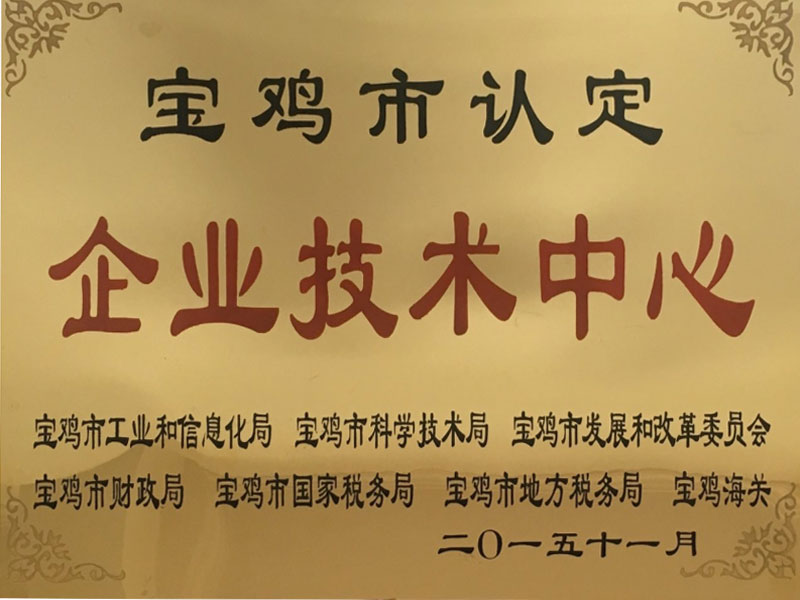 宝鸡市认定
企业技术中心
宝鸡市工业和信息化局 宝鸡市科学技术局 宝鸡市发展和改革委员会
宝鸡市财政局 宝鸡市国家税务局 宝鸡市地方税务局 宝鸡海关
二〇一五十一月